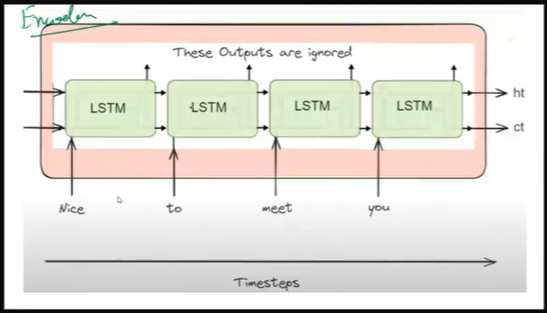 Encoder
These Outputs are ignored
LSTM LSTM LSTM LSTM
ht
ct
Nice to meet you
Timesteps